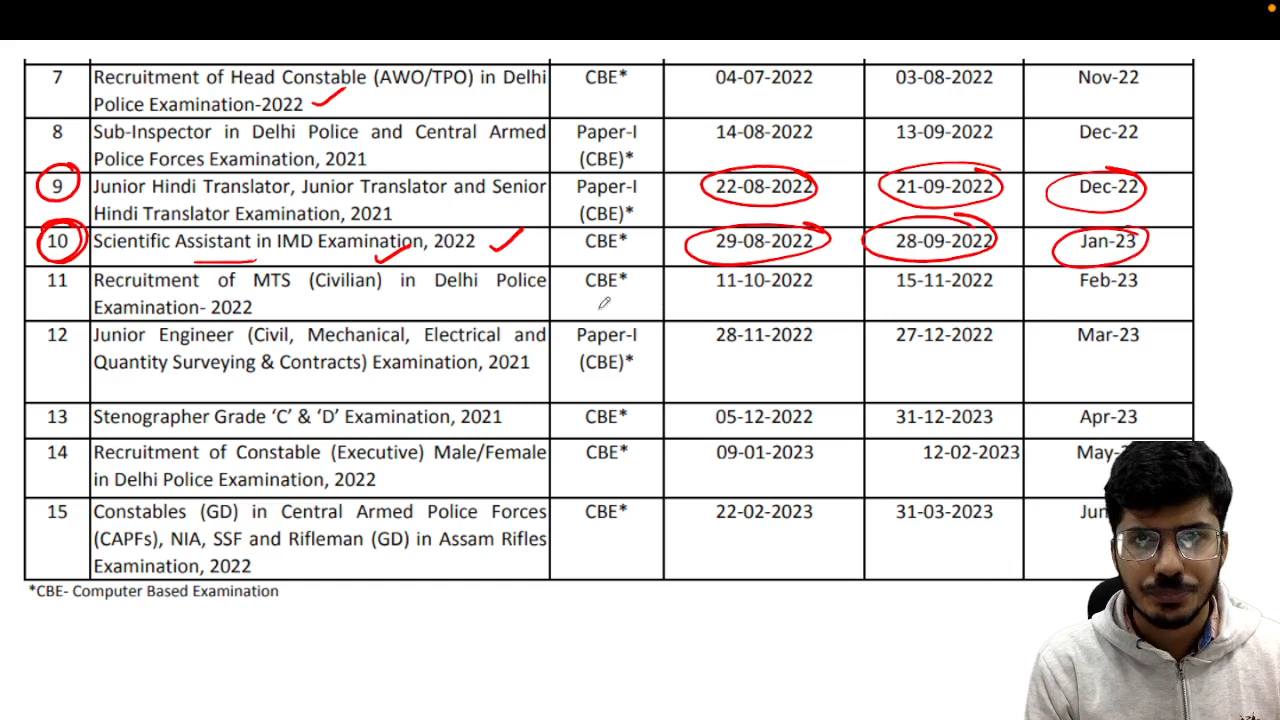 7 Recruitment of Head Constable (AWO/TPO) in Delhi CBE* 04-07-2022 03-08-2022 Nov-22
Police Examination-2022
8 Sub-Inspector in Delhi Police and Central Armed Paper-I 14-08-2022 13-09-2022 Dec-22
Police Forces Examination, 2021 (CBE)*
9 Junior Hindi Translator, Junior Translator and Senior Paper-I 22-08-2022 21-09-2022 Dec-22
Hindi Translator Examination, 2021 (CBE)*
10 Scientific Assistant in IMD Examination, 2022 CBE* 29-08-2022 28-09-2022 Jan-23
11 Recruitment of MTS (Civilian) in Delhi Police CBE* 11-10-2022 15-11-2022 Feb-23
Examination- 2022
12 Junior Engineer (Civil, Mechanical, Electrical and Paper-I 28-11-2022 27-12-2022 Mar-23
Quantity Surveying & Contracts) Examination, 2021 (CBE)*
13 Stenographer Grade ‘C’ & ‘D’ Examination, 2021 CBE* 05-12-2022 31-12-2023 Apr-23
14 Recruitment of Constable (Executive) Male/Female CBE* 09-01-2023 12-02-2023 May-
in Delhi Police Examination, 2022
15 Constables (GD) in Central Armed Police Forces CBE* 22-02-2023 31-03-2023 Jun
(CAPFs), NIA, SSF and Rifleman (GD) in Assam Rifles
Examination, 2022
*CBE- Computer Based Examination